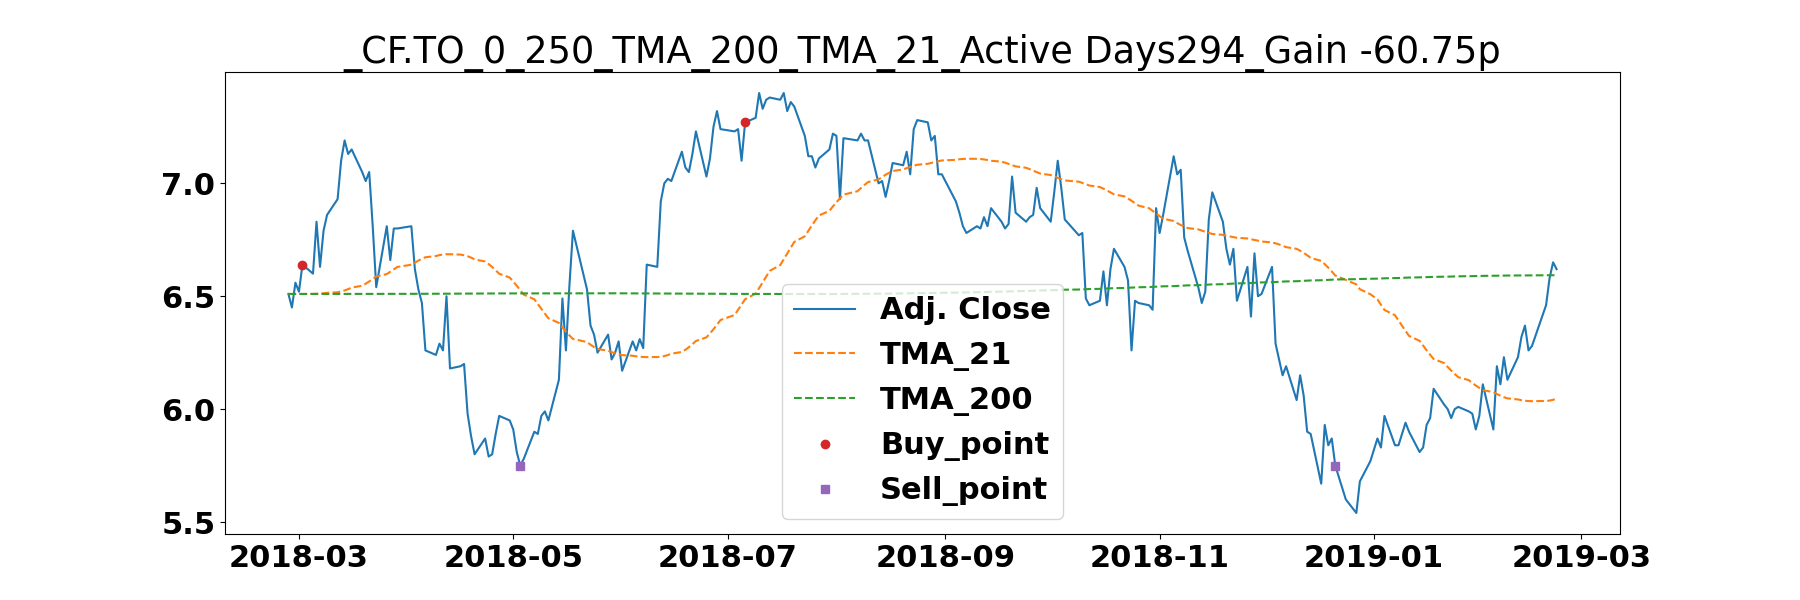 _CF.TO_0_250_TMA_200_TMA_21_Active Days294_Gain -60.75p
7.0
6.5
6.0
5.5
Adj. Close
TMA_21
TMA_200
Buy_point
Sell_point
2018-03 2018-05 2018-07 2018-09 2018-11 2019-01 2019-03